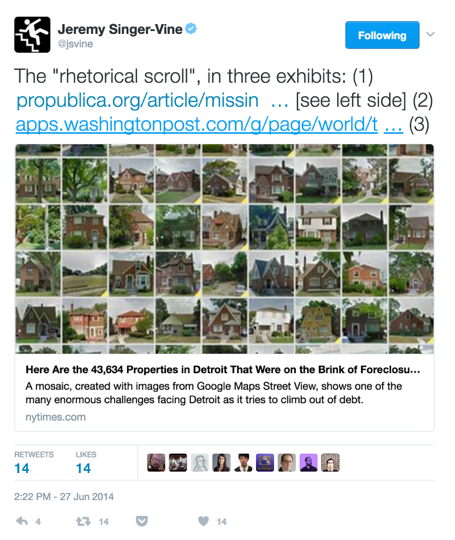 Jeremy Singer-Vine
@jsvine
Following
The "rhetorical scroll", in three exhibits: (1)
propublica.org/article/missin … [see left side] (2)
apps.washingtonpost.com/g/page/world/t … (3)
Here Are the 43,634 Properties in Detroit That Were on the Brink of Foreclosu...
A mosaic, created with images from Google Maps Street View, shows one of the
many enormous challenges facing Detroit as it tries to climb out of debt.
nytimes.com
RETWEETS
14
LIKES
14
2:22 PM - 27 Jun 2014
4
14
14